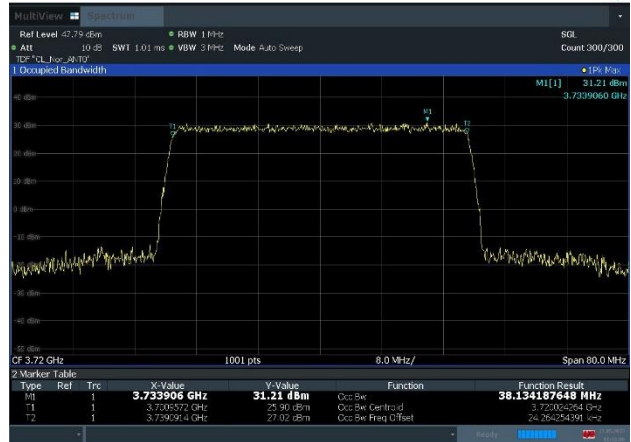 MultiView Spectrum
Ref Level 47.79 dBm RBW 1 MHz SGL
Att 10 dB SWT 1.01 ms VBW 3 MHz Mode Auto Sweep Count 300/300
TDF "CL_Nor_ANT0"
1 Occupied Bandwidth 1Pk Max
M1[1] 31.21 dBm
3.7339060 GHz
40 dBm
M1
30 dBm
T1 T2
20 dBm
10 dBm
0 dBm
-10 dBm
-20 dBm
-30 dBm
-40 dBm
-50 dBm
CF 3.72 GHz 1001 pts 8.0 MHz/ Span 80.0 MHz
2 Marker Table
Type Ref Trc X-Value Y-Value Function Function Result
M1 1 3.733906 GHz 31.21 dBm Occ Bw 38.134187648 MHz
T1 1 3.7009572 GHz 25.90 dBm Occ Bw Centroid 3.720024264 GHz
T2 1 3.7390914 GHz 27.02 dBm Occ Bw Freq Offset 24.264254391 kHz
Ready